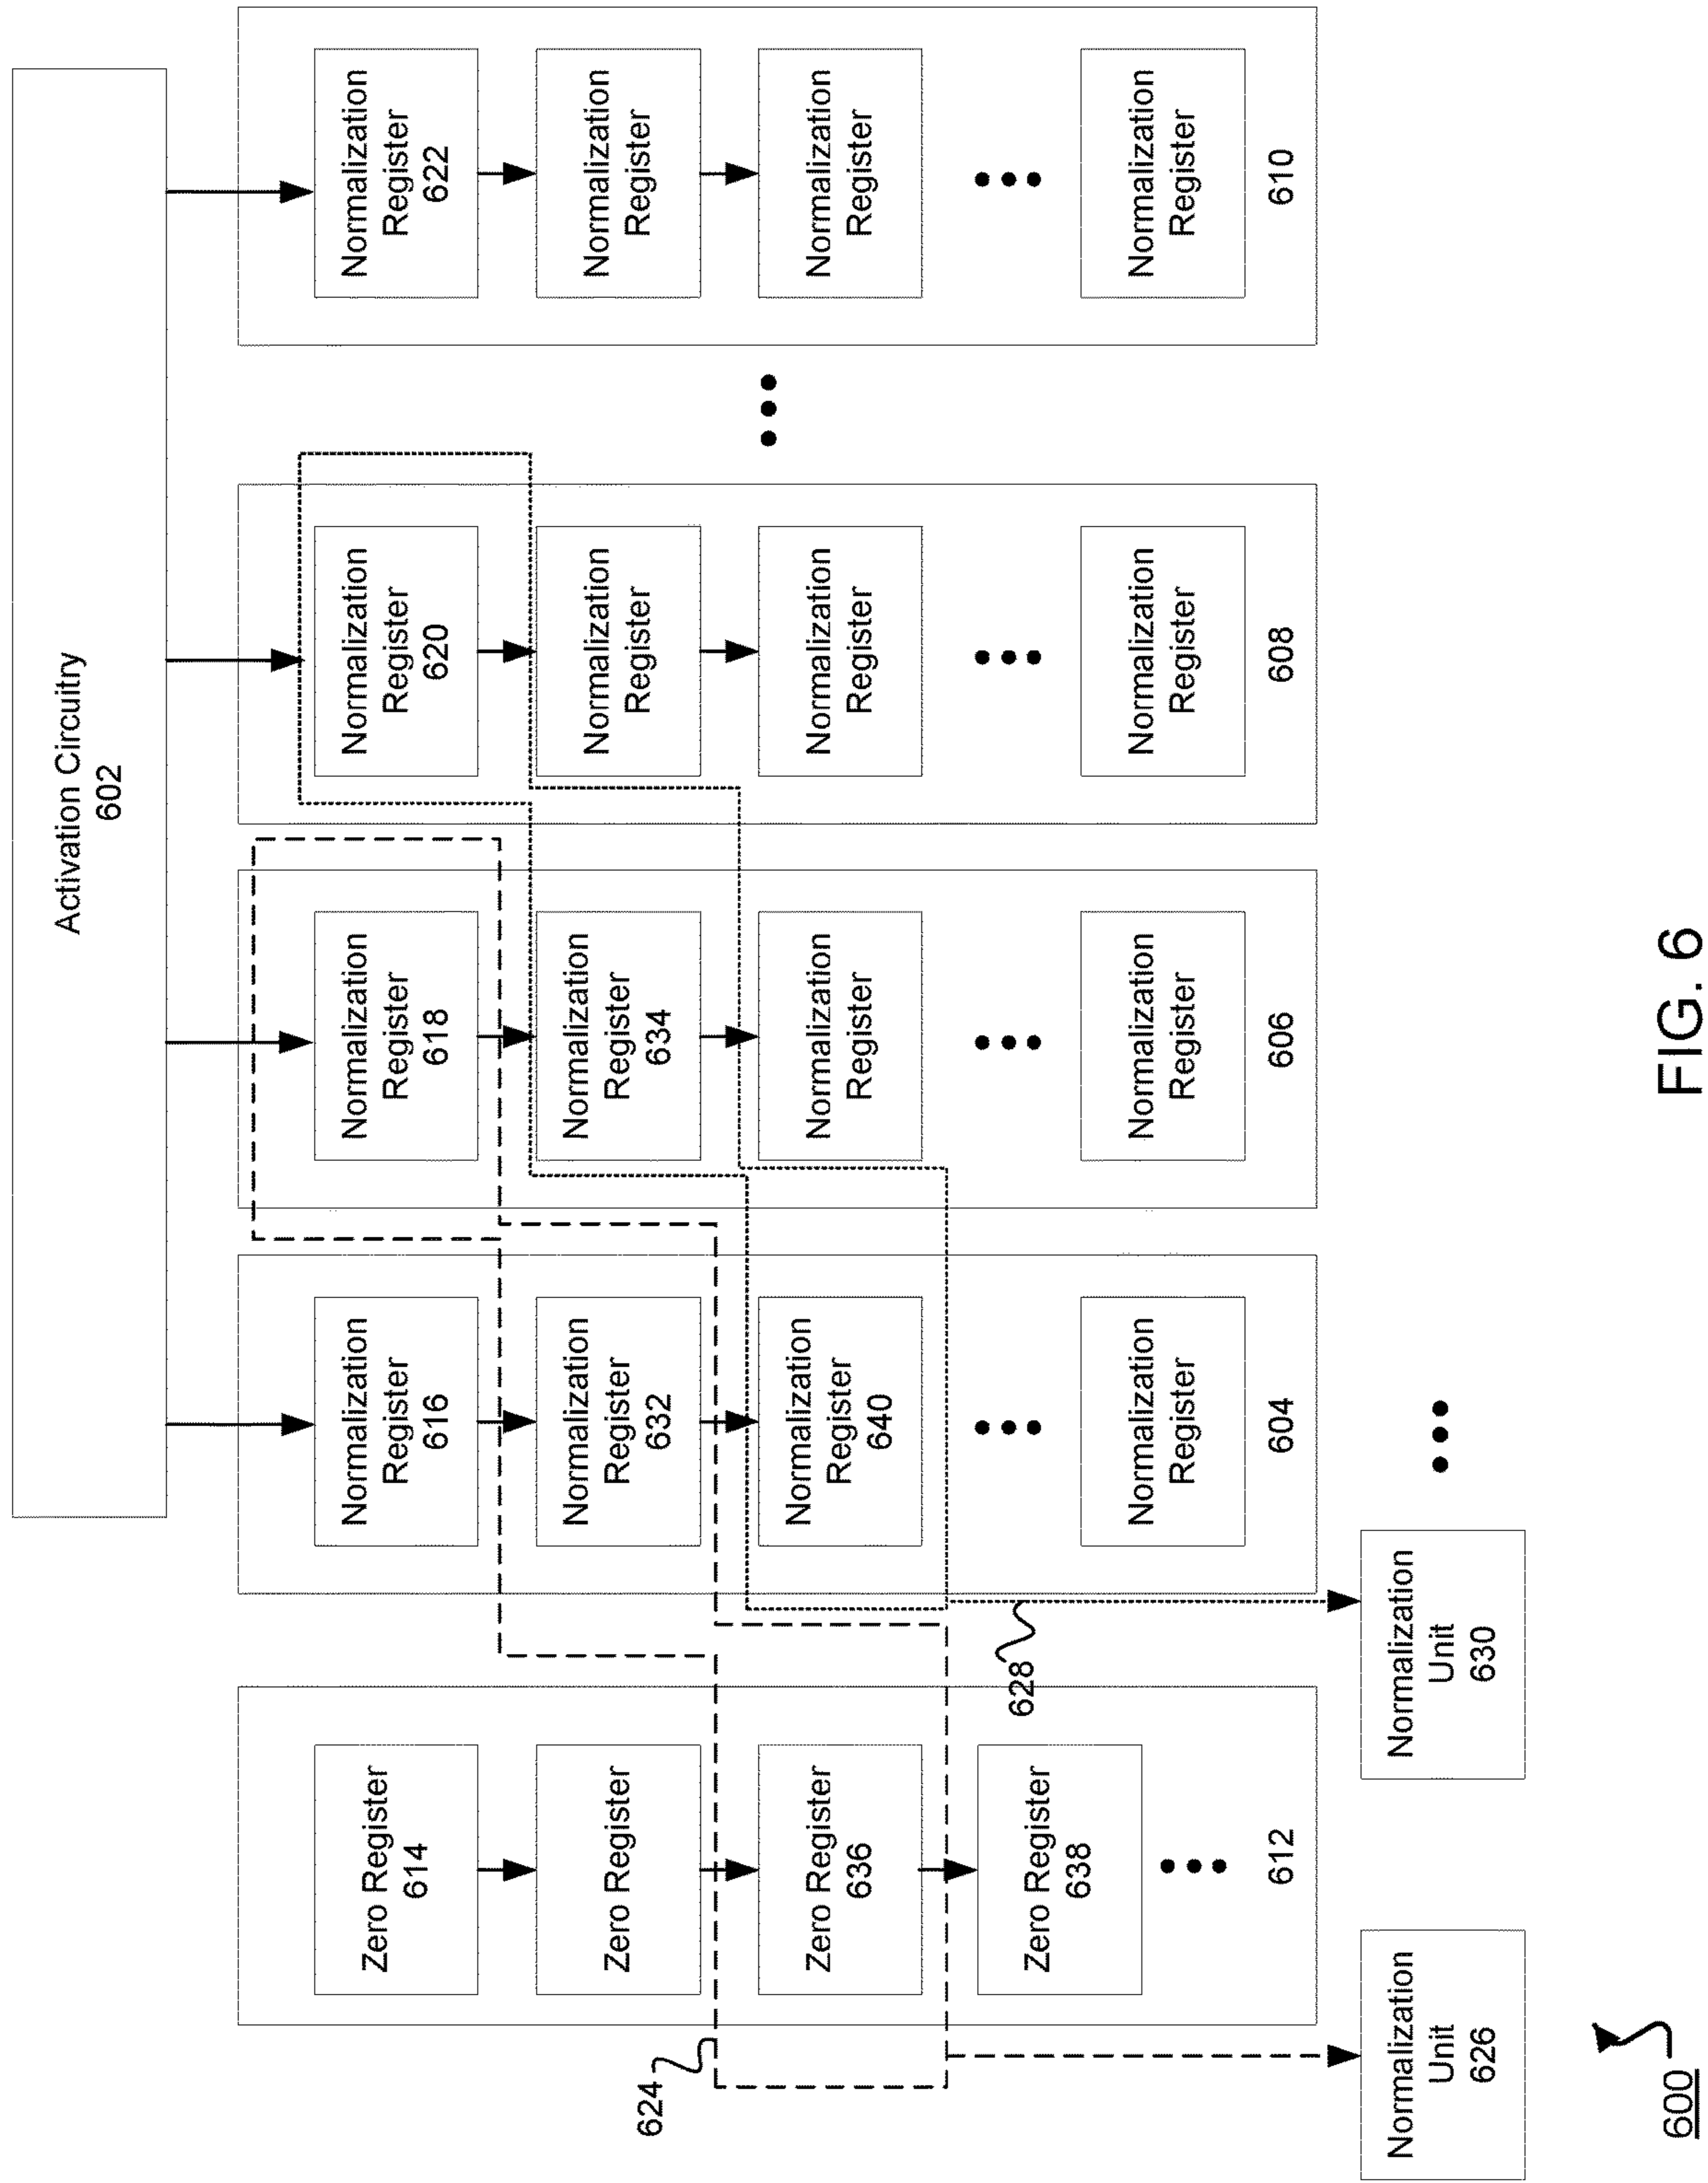 Activation Circuitry
602
Zero Register
614
Normalization
Register
616
Normalization
Register
618
Normalization
Register
620
Normalization
Register
622
Zero Register
Normalization
Register
632
Normalization
Register
634
Normalization
Register
Normalization
Register
624
Zero Register
636
Normalization
Register
640
Normalization
Register
Normalization
Register
Normalization
Register
Zero Register
638
628
Normalization
Register
Normalization
Register
Normalization
Register
Normalization
Register
612
604
606
608
610
Normalization
Unit
626
Normalization
Unit
630
600
FIG. 6